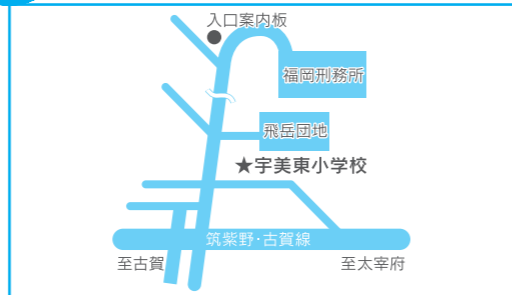 入口案内板
福岡刑務所
飛岳団地
★宇美東小学校
筑紫野・古賀線
至古賀
至太宰府